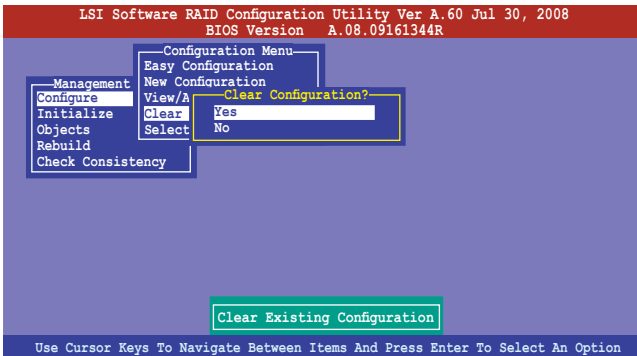 LSI Software RAID Configuration Utility Ver A.60 Jul 30, 2008
BIOS Version A.08.09161344R
Configuration Menu
Easy Configuration
New Configuration
View/A
Clear
Select
Management
Configure
Initialize
Objects
Rebuild
Check Consistency
Clear Configuration?
Yes
No
Clear Existing Configuration
Use Cursor Keys To Navigate Between Items And Press Enter To Select An Option